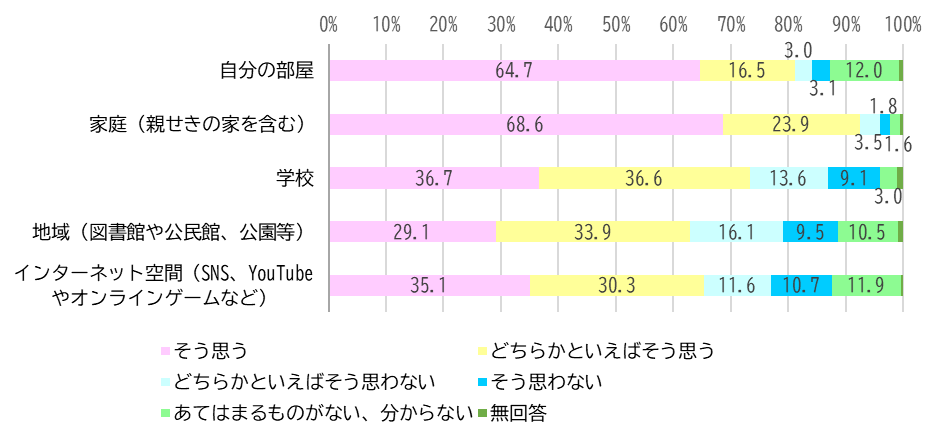 0% 10% 20% 30% 40% 50% 60% 70% 80% 90% 100%
自分の部屋 64.7 16.5 3.0 3.1 12.0
家庭（親せきの家を含む） 68.6 23.9 3.5 1.6 1.8
学校 36.7 36.6 13.6 9.1 3.0
地域（図書館や公民館、公園等） 29.1 33.9 16.1 9.5 10.5
インターネット空間（SNS、YouTube
やオンラインゲームなど） 35.1 30.3 11.6 10.7 11.9
そう思う どちらかといえばそう思う
どちらかといえばそう思わない そう思わない
あてはまるものがない、分からない 無回答